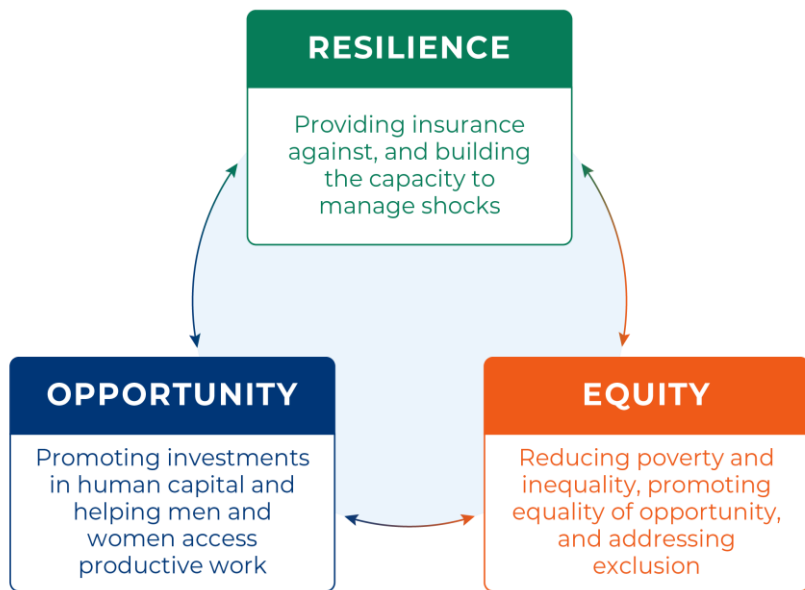 RESILIENCE
Providing insurance
against, and building
the capacity to
manage shocks
OPPORTUNITY
Promoting investments
in human capital and
helping men and
women access
productive work
EQUITY
Reducing poverty and
inequality, promoting
equality of opportunity,
and addressing
exclusion